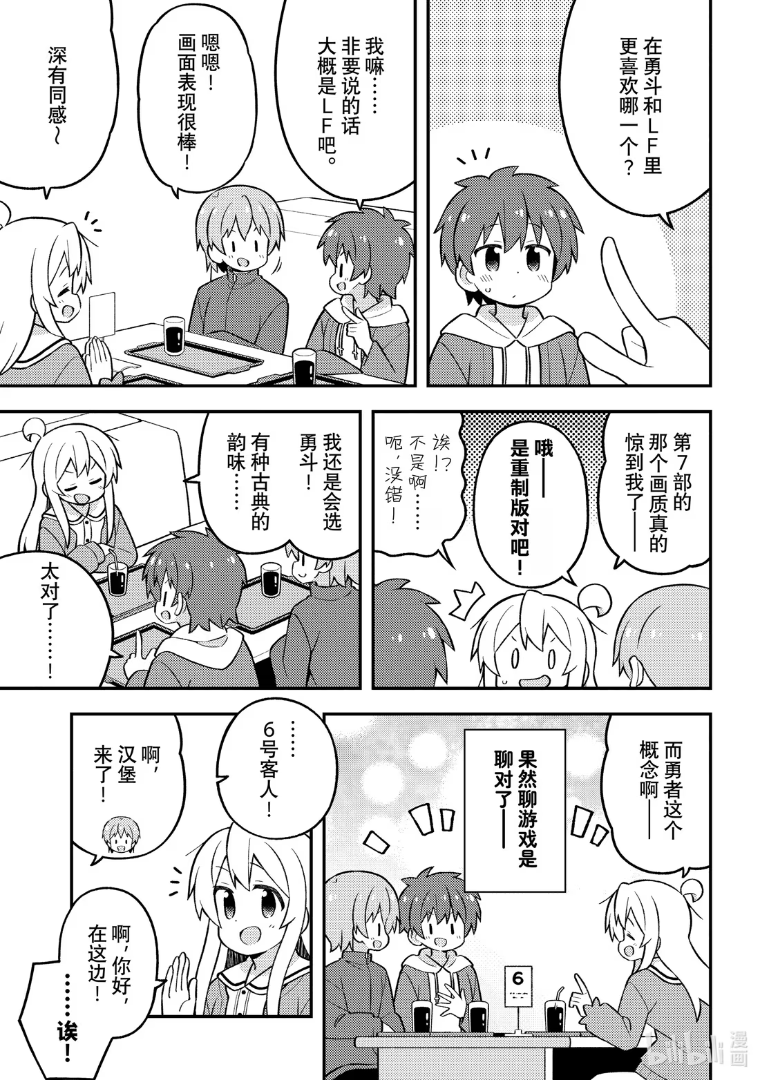 在勇斗和LF里
更喜欢哪一个？
我嘛……
非要说的话
大概是LF吧。
嗯嗯！
画面表现很棒！
深有同感～
第7部的
那个画质真的
惊到我了——
哦——
是重制版对吧！
诶!?
不是啊……
呃，没错！
我还是会选
勇斗！
有种古典的
韵味……
太对了……！
而勇者这个
概念啊——
果然聊游戏是
聊对了——
6
……
6号客人！
啊，
汉堡
来了！
啊，你好，
在这边！
……诶！
bilibili
漫画